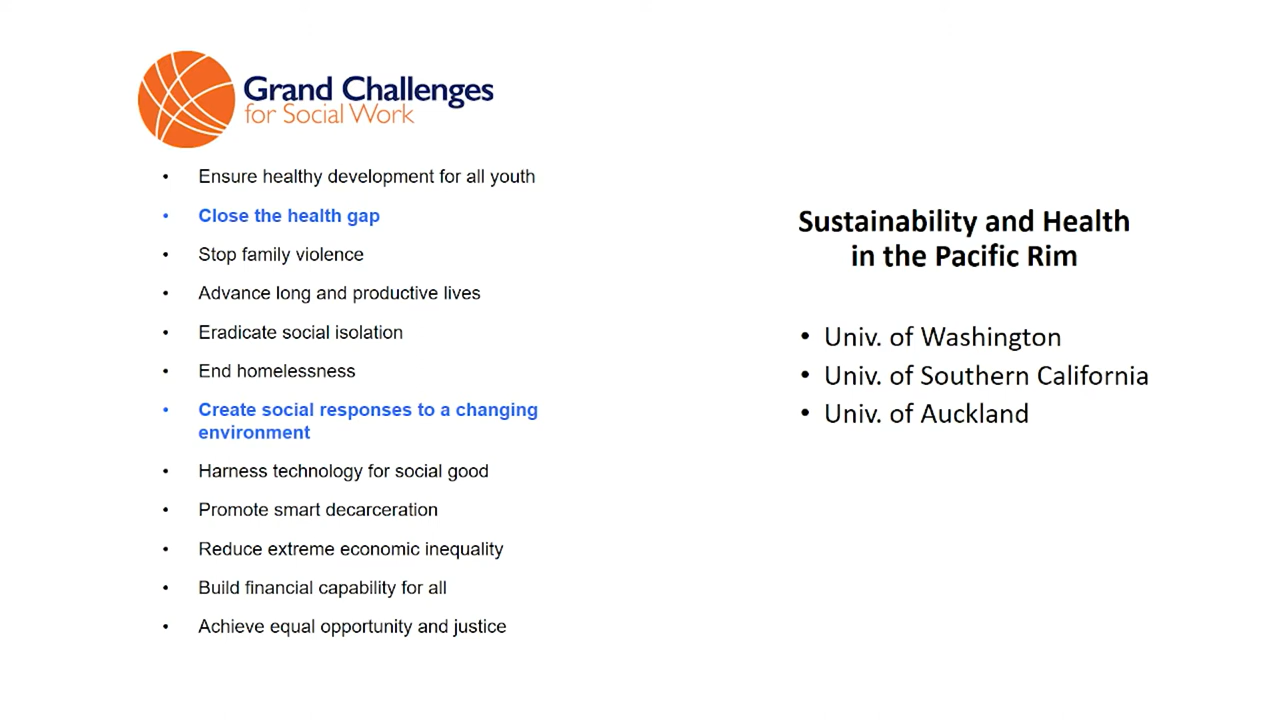 Grand Challenges
for Social Work
• Ensure healthy development for all youth
• Close the health gap
• Stop family violence
• Advance long and productive lives
• Eradicate social isolation
• End homelessness
• Create social responses to a changing
environment
• Harness technology for social good
• Promote smart decarceration
• Reduce extreme economic inequality
• Build financial capability for all
• Achieve equal opportunity and justice
Sustainability and Health
in the Pacific Rim
• Univ. of Washington
• Univ. of Southern California
• Univ. of Auckland